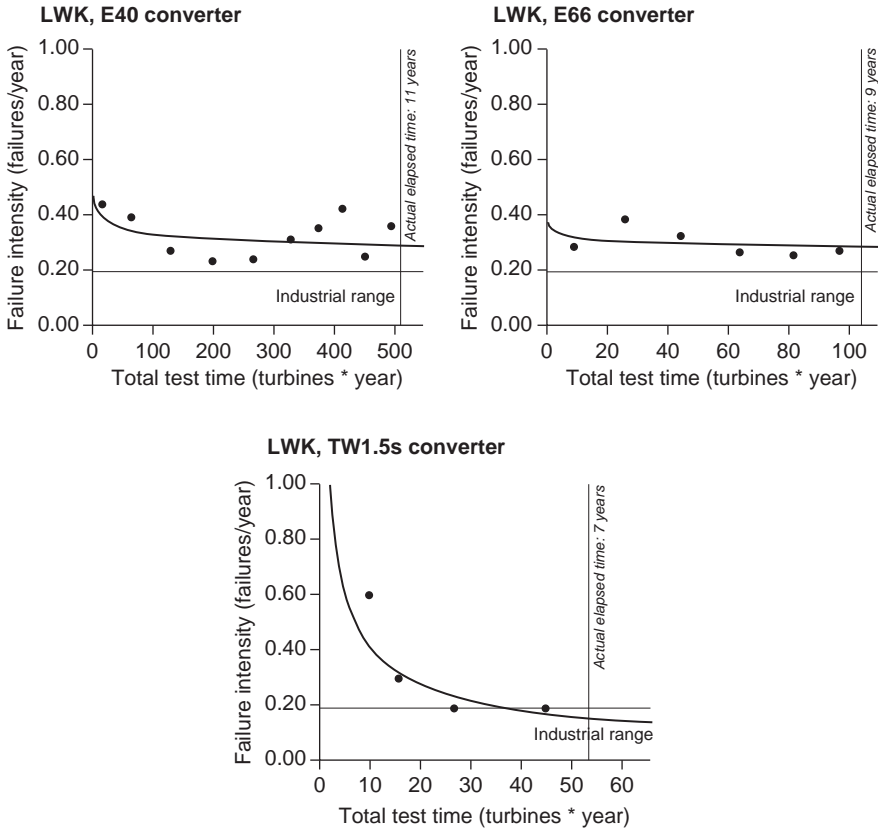 LWK, E40 converter
Failure intensity (failures/year)
1.00
0.80
0.60
0.40
0.20
0.00
Actual elapsed time: 11 years
Industrial range
0 100 200 300 400 500
Total test time (turbines * year)
LWK, E66 converter
Failure intensity (failures/year)
1.00
0.80
0.60
0.40
0.20
0.00
Actual elapsed time: 9 years
Industrial range
0 20 40 60 80 100
Total test time (turbines * year)
LWK, TW1.5s converter
Failure intensity (failures/year)
1.00
0.80
0.60
0.40
0.20
0.00
Actual elapsed time: 7 years
Industrial range
0 10 20 30 40 50 60
Total test time (turbines * year)